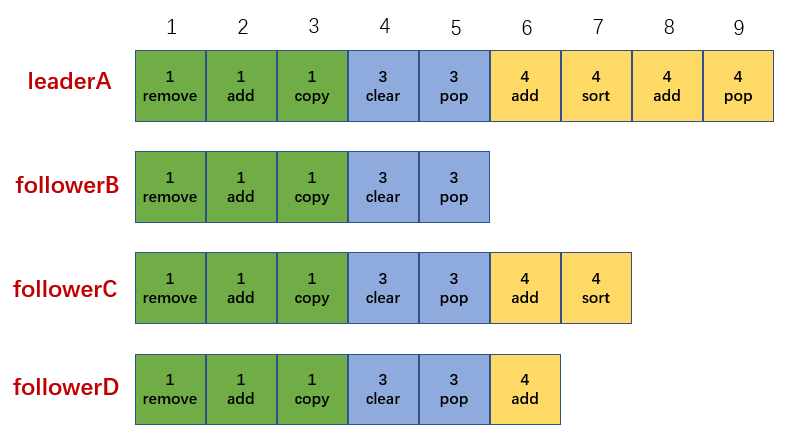 1 2 3 4 5 6 7 8 9
leaderA
1 1 1 3 3 4 4 4 4
remove add copy clear pop add sort add pop
followerB
1 1 1 3 3
remove add copy clear pop
followerC
1 1 1 3 3 4 4
remove add copy clear pop add sort
followerD
1 1 1 3 3 4
remove add copy clear pop add